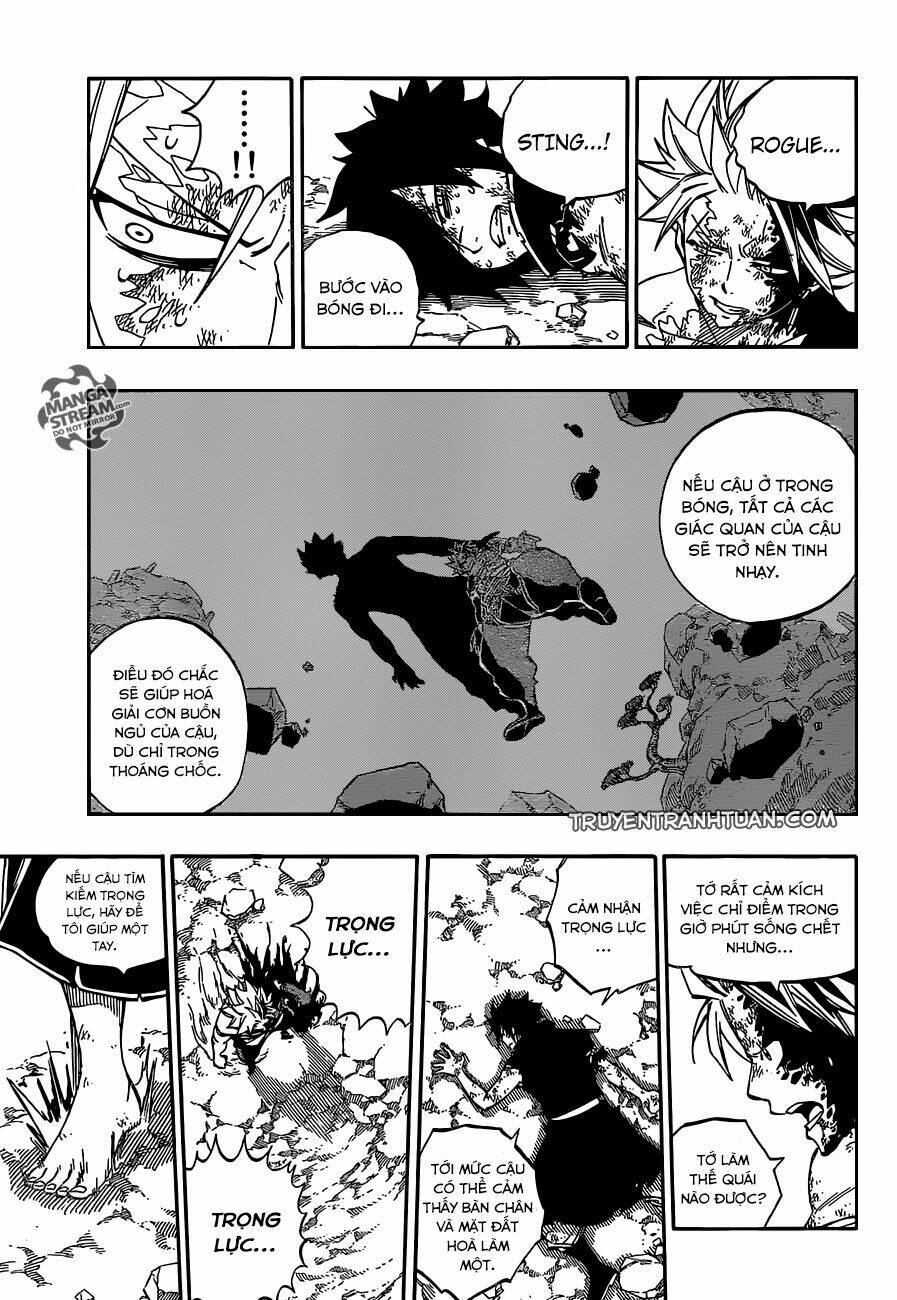 ROGUE...
STING...!
BƯỚC VÀO
BÓNG ĐI...
......!!
MANGA
STREAM.com
DO NOT MIRROR
NẾU CẬU Ở TRONG
BÓNG, TẤT CẢ CÁC
GIÁC QUAN CỦA CẬU
SẼ TRỞ NÊN TINH
NHẠY.
ĐIỀU ĐÓ CHẮC
SẼ GIÚP HOÁ
GIẢI CƠN BUỒN
NGỦ CỦA CẬU,
DÙ CHỈ TRONG
THOÁNG CHỐC.
TRUYENTRANHTUAN.COM
TỚ RẤT CẢM KÍCH
VIỆC CHỈ ĐIỂM TRONG
GIỜ PHÚT SỐNG CHẾT
NHƯNG...
TỚ LÀM
THẾ QUÁI
NÀO ĐƯỢC?
CẢM NHẬN
TRỌNG LỰC
...
TỚI MỨC CẬU
CÓ THỂ CẢM
THẤY BÀN CHÂN
VÀ MẶT ĐẤT
HOÀ LÀM
MỘT.
TRỌNG
LỰC...
TRỌNG
LỰC...
NẾU CẬU TÌM
KIẾM TRỌNG
LỰC, HÃY ĐỂ
TÔI GIÚP MỘT
TAY.